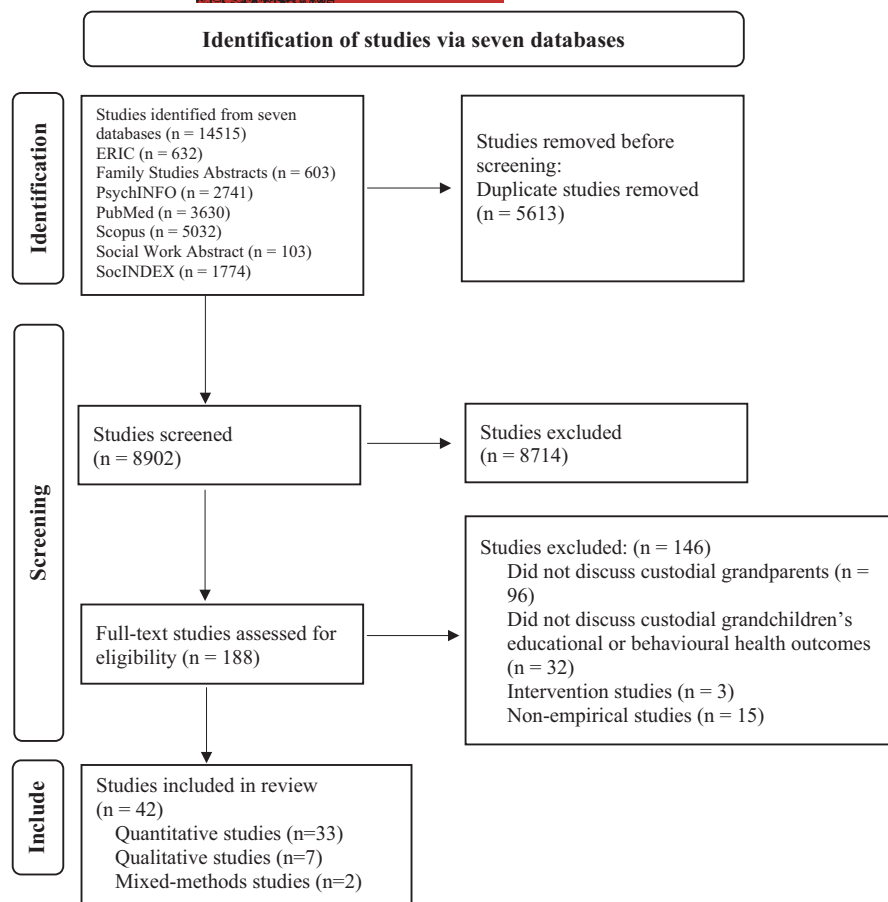 Identification of studies via seven databases
Identification
Studies identified from seven
databases (n = 14515)
ERIC (n = 632)
Family Studies Abstracts (n = 603)
PsychINFO (n = 2741)
PubMed (n = 3630)
Scopus (n = 5032)
Social Work Abstract (n = 103)
SocINDEX (n = 1774)
Studies removed before
screening:
Duplicate studies removed
(n = 5613)
Screening
Studies screened
(n = 8902)
Studies excluded
(n = 8714)
Full-text studies assessed for
eligibility (n = 188)
Studies excluded: (n = 146)
Did not discuss custodial grandparents (n =
96)
Did not discuss custodial grandchildren’s
educational or behavioural health outcomes
(n = 32)
Intervention studies (n = 3)
Non-empirical studies (n = 15)
Include
Studies included in review
(n = 42)
Quantitative studies (n=33)
Qualitative studies (n=7)
Mixed-methods studies (n=2)